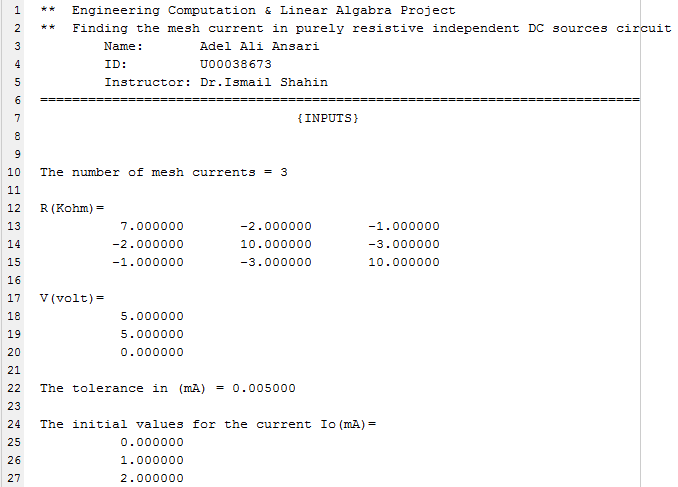 1 ** Engineering Computation & Linear Algabra Project
2 ** Finding the mesh current in purely resistive independent DC sources circuit
3 Name: Adel Ali Ansari
4 ID: U00038673
5 Instructor: Dr.Ismail Shahin
6 ===========================================================================
7 {INPUTS}
8
9
10 The number of mesh currents = 3
11
12 R(Kohm)=
13 7.000000 -2.000000 -1.000000
14 -2.000000 10.000000 -3.000000
15 -1.000000 -3.000000 10.000000
16
17 V(volt)=
18 5.000000
19 5.000000
20 0.000000
21
22 The tolerance in (mA) = 0.005000
23
24 The initial values for the current Io(mA)=
25 0.000000
26 1.000000
27 2.000000